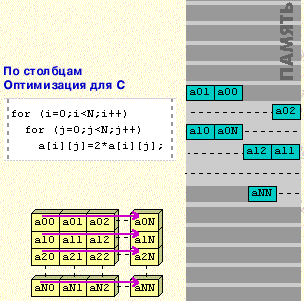 По столбцам
Оптимизация для С
for (i=0;i<N;i++)
for (j=0;j<N;j++)
a[i][j]=2*a[i][j];
ПАМЯТЬ
a01 a00
a02
a10 a0N
a12 a11
aNN
a00 a01 a02 a0N
a10 a11 a12 a1N
a20 a21 a22 a2N
aN0 aN1 aN2 aNN